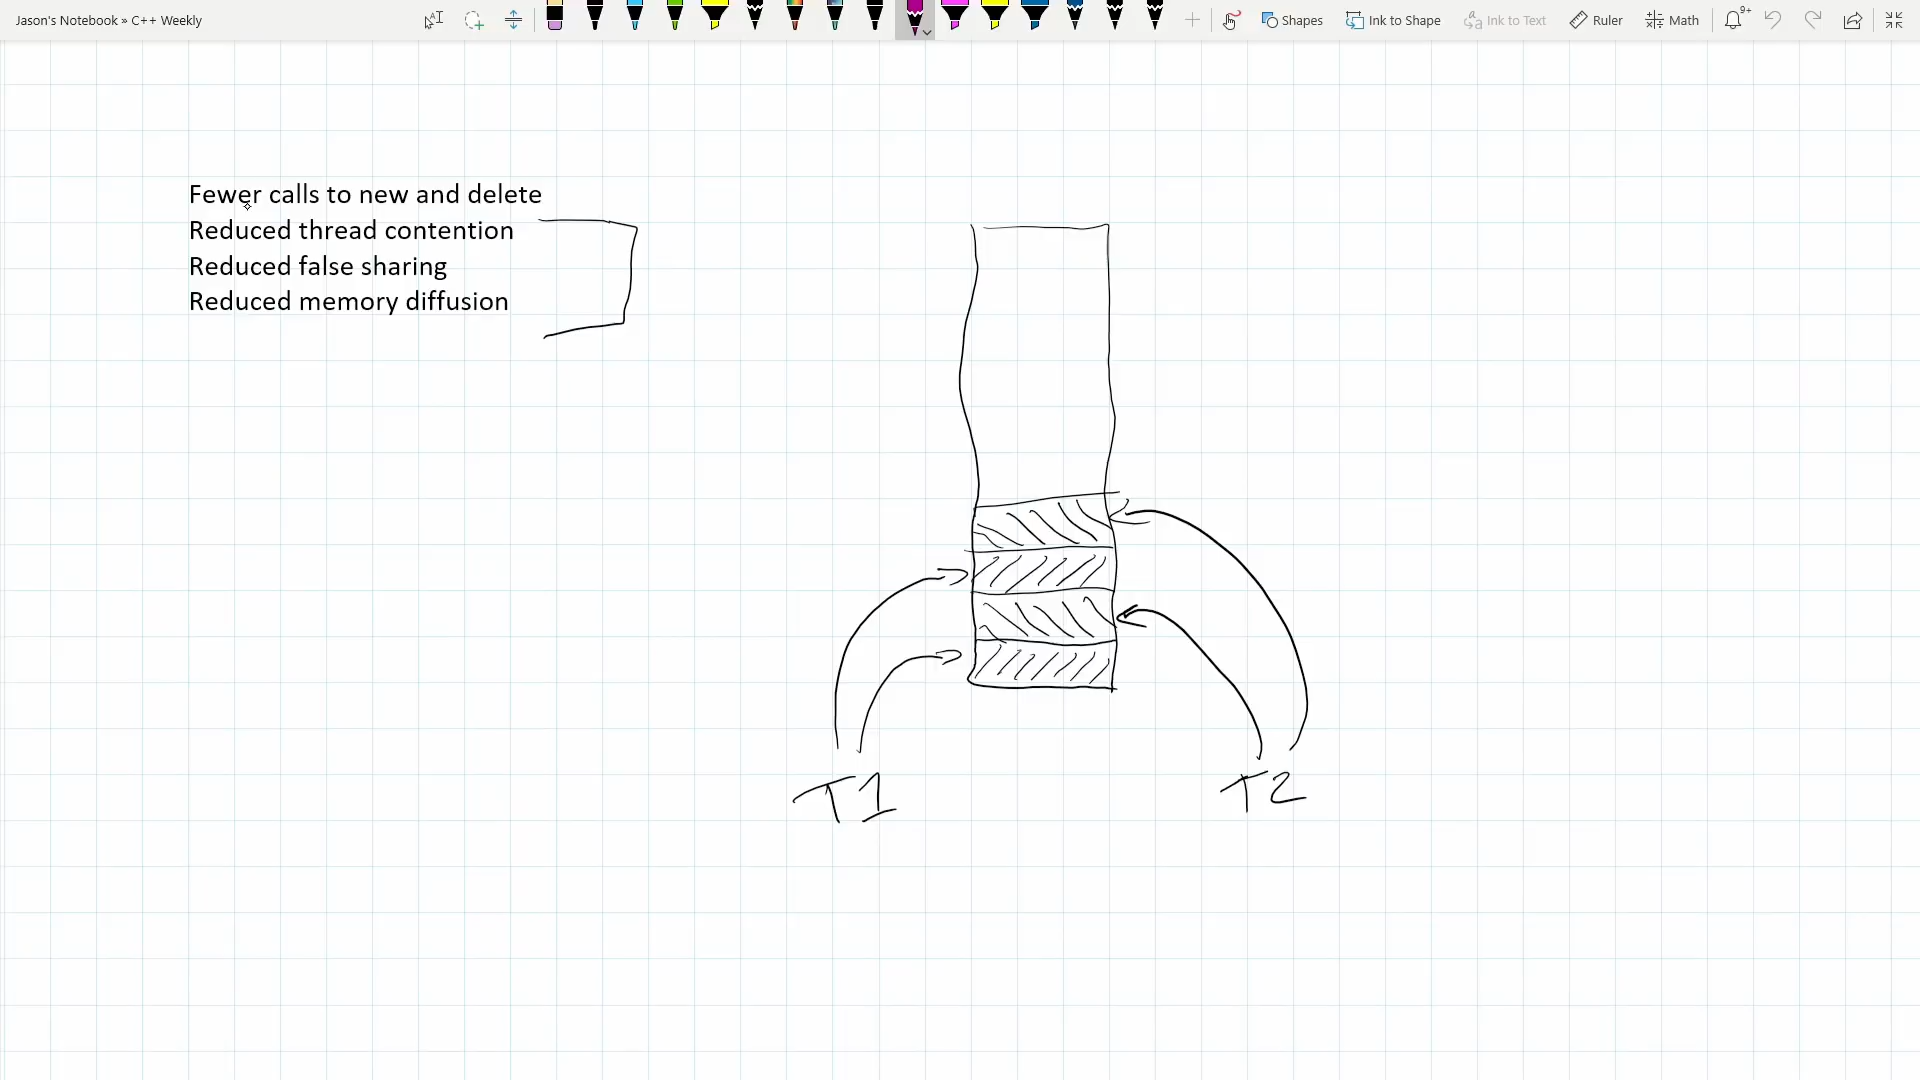 Jason's Notebook » C++ Weekly
Shapes
Ink to Shape
Ink to Text
Ruler
Math
9+
Fewer calls to new and delete
Reduced thread contention
Reduced false sharing
Reduced memory diffusion
T1
T2